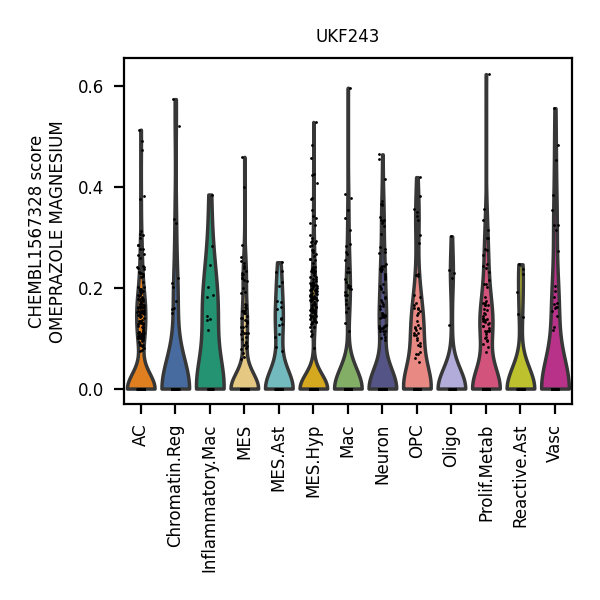 UKF243
CHEMBL1567328 score
OMEPRAZOLE MAGNESIUM
0.6
0.4
0.2
0.0
AC
Chromatin.Reg
Inflammatory.Mac
MES
MES.Ast
MES.Hyp
Mac
Neuron
OPC
Oligo
Prolif.Metab
Reactive.Ast
Vasc